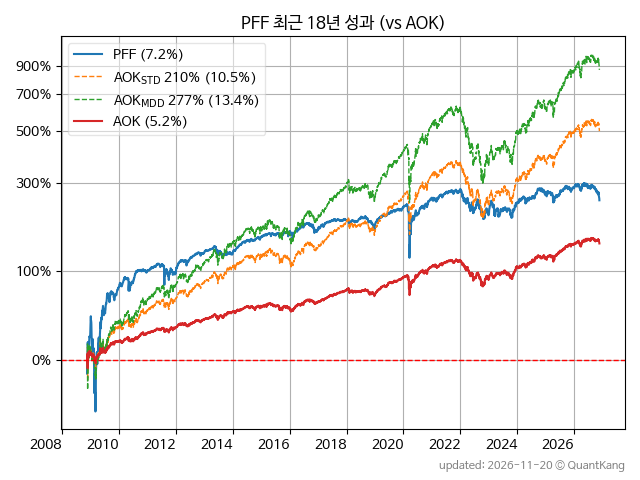 PFF 최근 18년 성과 (vs AOK)
PFF (7.2%)
AOKSTD 210% (10.5%)
AOKMDD 277% (13.4%)
AOK (5.2%)
900%
700%
500%
300%
100%
0%
2008 2010 2012 2014 2016 2018 2020 2022 2024 2026
updated: 2026-11-20 © QuantKang